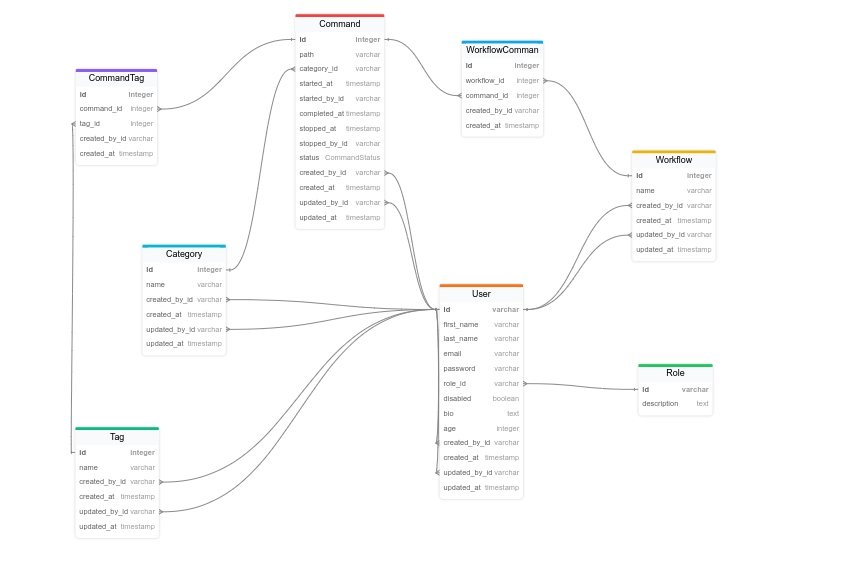 Command
id integer
path varchar
category_id varchar
started_at timestamp
started_by_id varchar
completed_at timestamp
stopped_at timestamp
stopped_by_id varchar
status CommandStatus
created_by_id varchar
created_at timestamp
updated_by_id varchar
updated_at timestamp
WorkflowComman
id integer
workflow_id integer
command_id integer
created_by_id varchar
created_at timestamp
CommandTag
id integer
command_id integer
tag_id integer
created_by_id varchar
created_at timestamp
Workflow
id integer
name varchar
created_by_id varchar
created_at timestamp
updated_by_id varchar
updated_at timestamp
Category
id integer
name varchar
created_by_id varchar
created_at timestamp
updated_by_id varchar
updated_at timestamp
User
id varchar
first_name varchar
last_name varchar
email varchar
password varchar
role_id varchar
disabled boolean
bio text
age integer
created_by_id varchar
created_at timestamp
updated_by_id varchar
updated_at timestamp
Role
id varchar
description text
Tag
id integer
name varchar
created_by_id varchar
created_at timestamp
updated_by_id varchar
updated_at timestamp